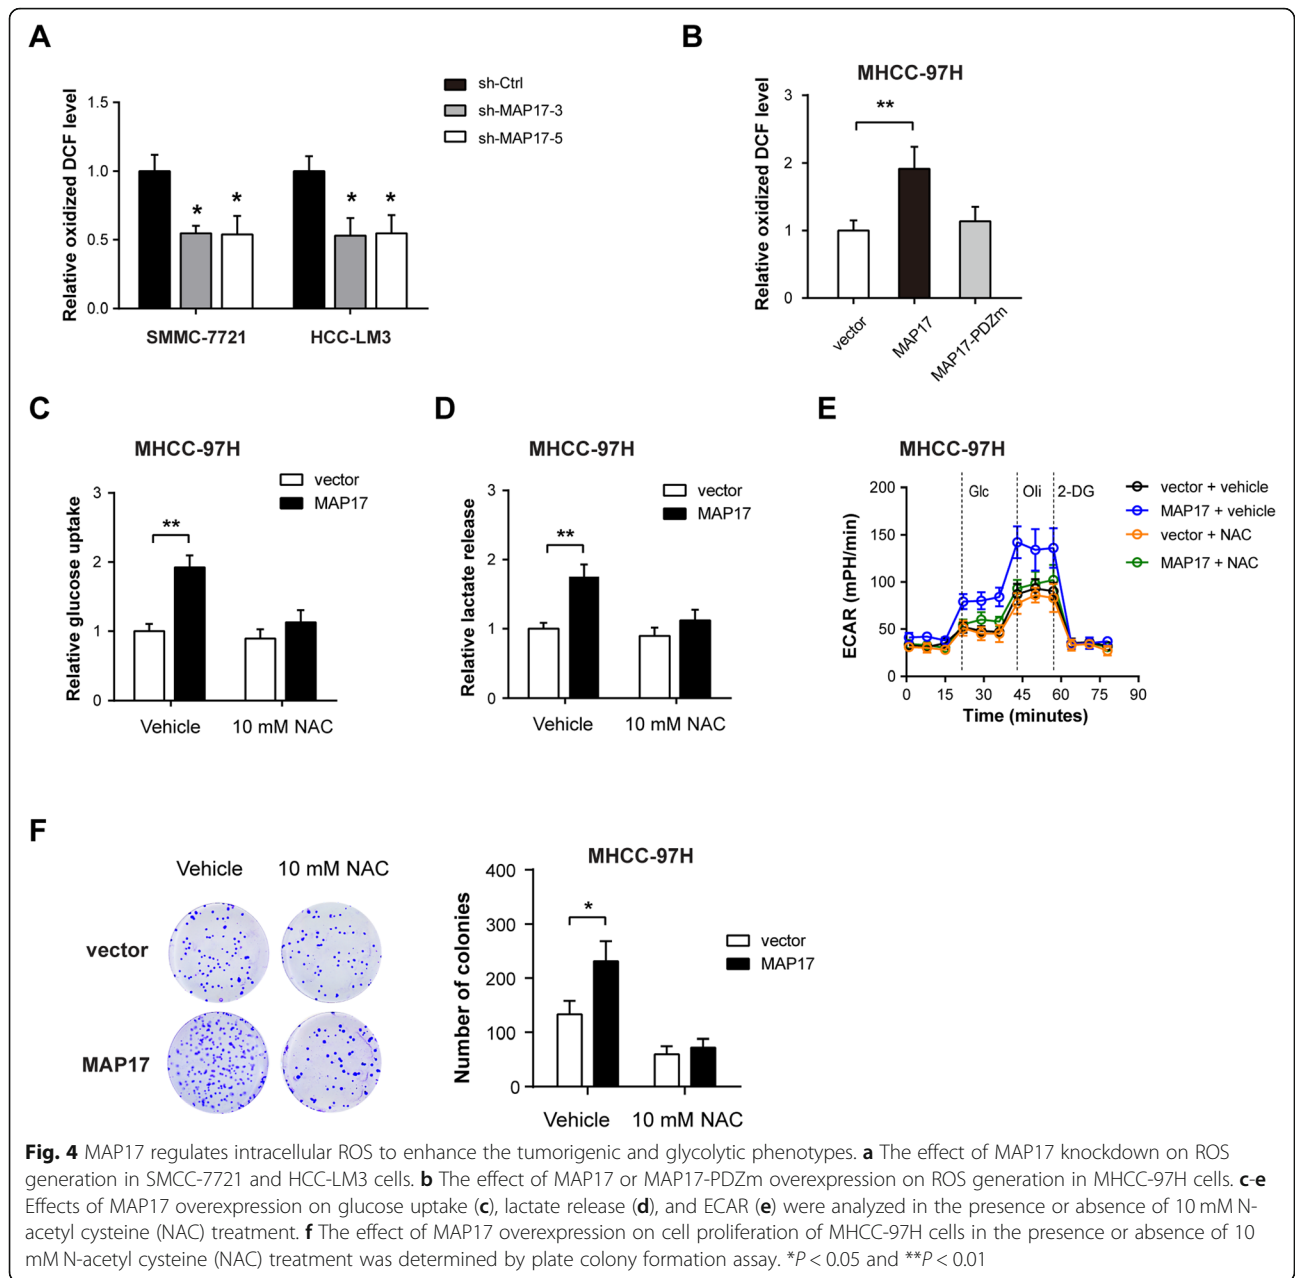 A
sh-Ctrl
sh-MAP17-3
sh-MAP17-5
Relative oxidized DCF level
1.5
1.0
0.5
0.0
* * * *
SMMC-7721 HCC-LM3
B
MHCC-97H
Relative oxidized DCF level
3
2
1
0
**
vector MAP17 MAP17-PDZm
C
MHCC-97H
vector
MAP17
Relative glucose uptake
3
2
1
0
**
Vehicle 10 mM NAC
D
MHCC-97H
vector
MAP17
Relative lactate release
3
2
1
0
**
Vehicle 10 mM NAC
E
MHCC-97H
Glc Oli 2-DG
vector + vehicle
MAP17 + vehicle
vector + NAC
MAP17 + NAC
ECAR (mPH/min)
200
150
100
50
0
0 15 30 45 60 75 90
Time (minutes)
F
Vehicle 10 mM NAC
vector
MAP17
MHCC-97H
Number of colonies
400
300
200
100
0
*
vector
MAP17
Vehicle 10 mM NAC
Fig. 4 MAP17 regulates intracellular ROS to enhance the tumorigenic and glycolytic phenotypes. a The effect of MAP17 knockdown on ROS
generation in SMCC-7721 and HCC-LM3 cells. b The effect of MAP17 or MAP17-PDZm overexpression on ROS generation in MHCC-97H cells. c-e
Effects of MAP17 overexpression on glucose uptake (c), lactate release (d), and ECAR (e) were analyzed in the presence or absence of 10 mM N-
acetyl cysteine (NAC) treatment. f The effect of MAP17 overexpression on cell proliferation of MHCC-97H cells in the presence or absence of 10
mM N-acetyl cysteine (NAC) treatment was determined by plate colony formation assay. *P < 0.05 and **P < 0.01